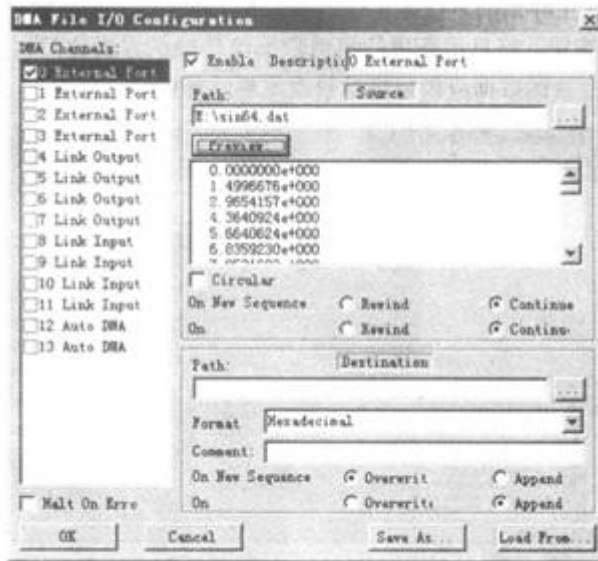 DMA File I/O Configuration
DMA Channels:
0 External Port
1 External Port
2 External Port
3 External Port
4 Link Output
5 Link Output
6 Link Output
7 Link Output
8 Link Input
9 Link Input
10 Link Input
11 Link Input
12 Auto DMA
13 Auto DMA
Halt On Erro
Enable Descriptio 0 External Port
Source
Path:
E:\sin64.dat
...
Preview
0.0000000e+000
1.4996676e+000
2.9654157e+000
4.3640924e+000
5.6640624e+000
6.8359230e+000
Circular
On New Sequence Rewind Continue
On Rewind Continu
Destination
Path:
...
Format Hexadecimal
Comment:
On New Sequence Overwrit Append
On Overwrit Append
OK Cancel Save As... Load From...